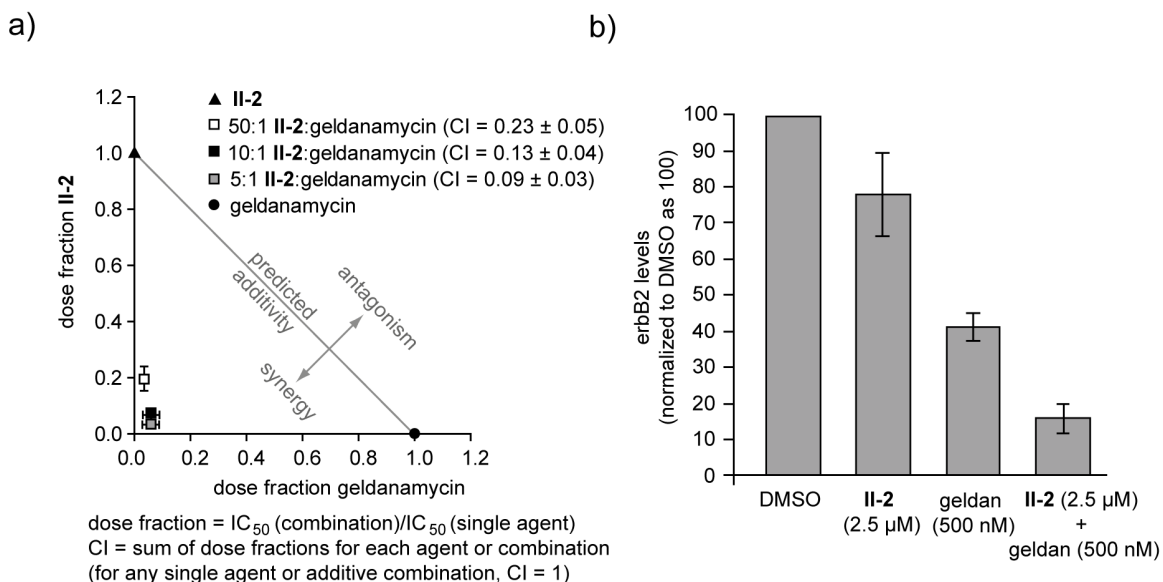 a)
1.2
1.0
0.8
0.6
0.4
0.2
0.0
dose fraction II-2
II-2
50:1 II-2:geldanamycin (CI = 0.23 ± 0.05)
10:1 II-2:geldanamycin (CI = 0.13 ± 0.04)
5:1 II-2:geldanamycin (CI = 0.09 ± 0.03)
geldanamycin
predicted
additivity
antagonism
synergy
0.0 0.2 0.4 0.6 0.8 1.0 1.2
dose fraction geldanamycin
dose fraction = IC50 (combination)/IC50 (single agent)
CI = sum of dose fractions for each agent or combination
(for any single agent or additive combination, CI = 1)
b)
erbB2 levels
(normalized to DMSO as 100)
100
90
80
70
60
50
40
30
20
10
0
DMSO
II-2
(2.5 μM)
geldan
(500 nM)
II-2 (2.5 μM)
+
geldan (500 nM)